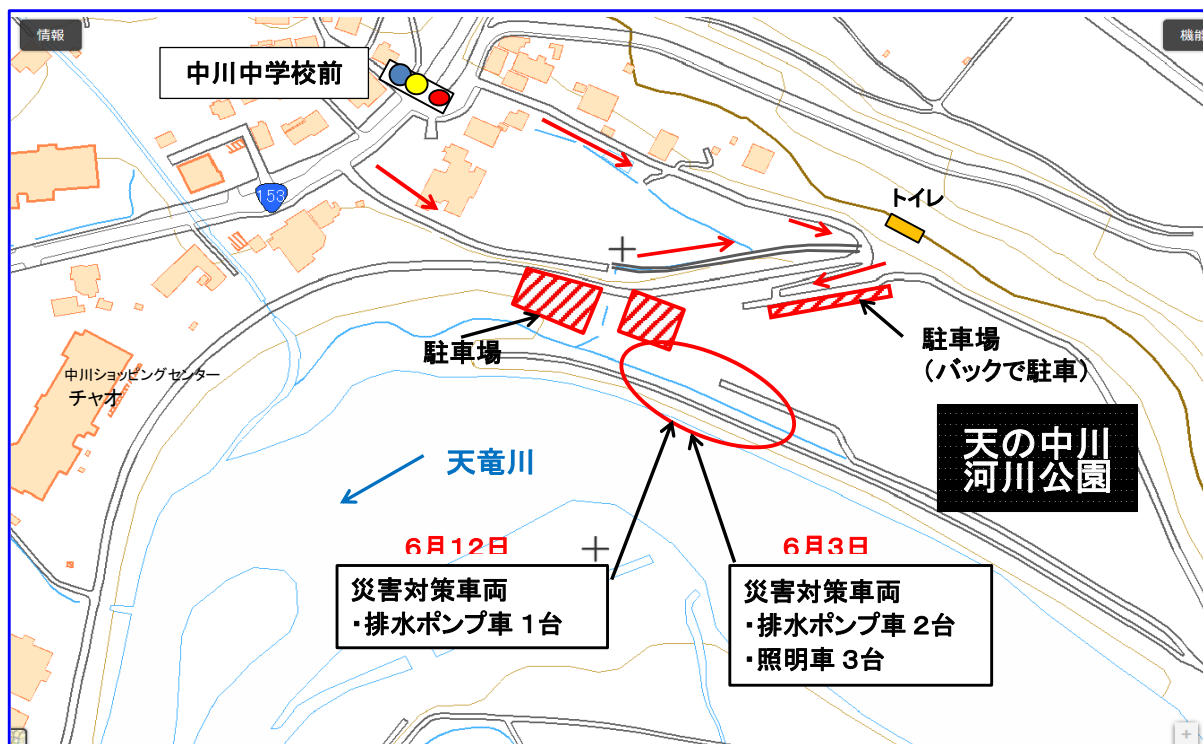 情報
機能
中川中学校前
153
トイレ
駐車場
駐車場
（バックで駐車）
中川ショッピングセンター
チャオ
天の中川
河川公園
天竜川
6月12日
6月3日
災害対策車両
・排水ポンプ車 1台
災害対策車両
・排水ポンプ車 2台
・照明車 3台